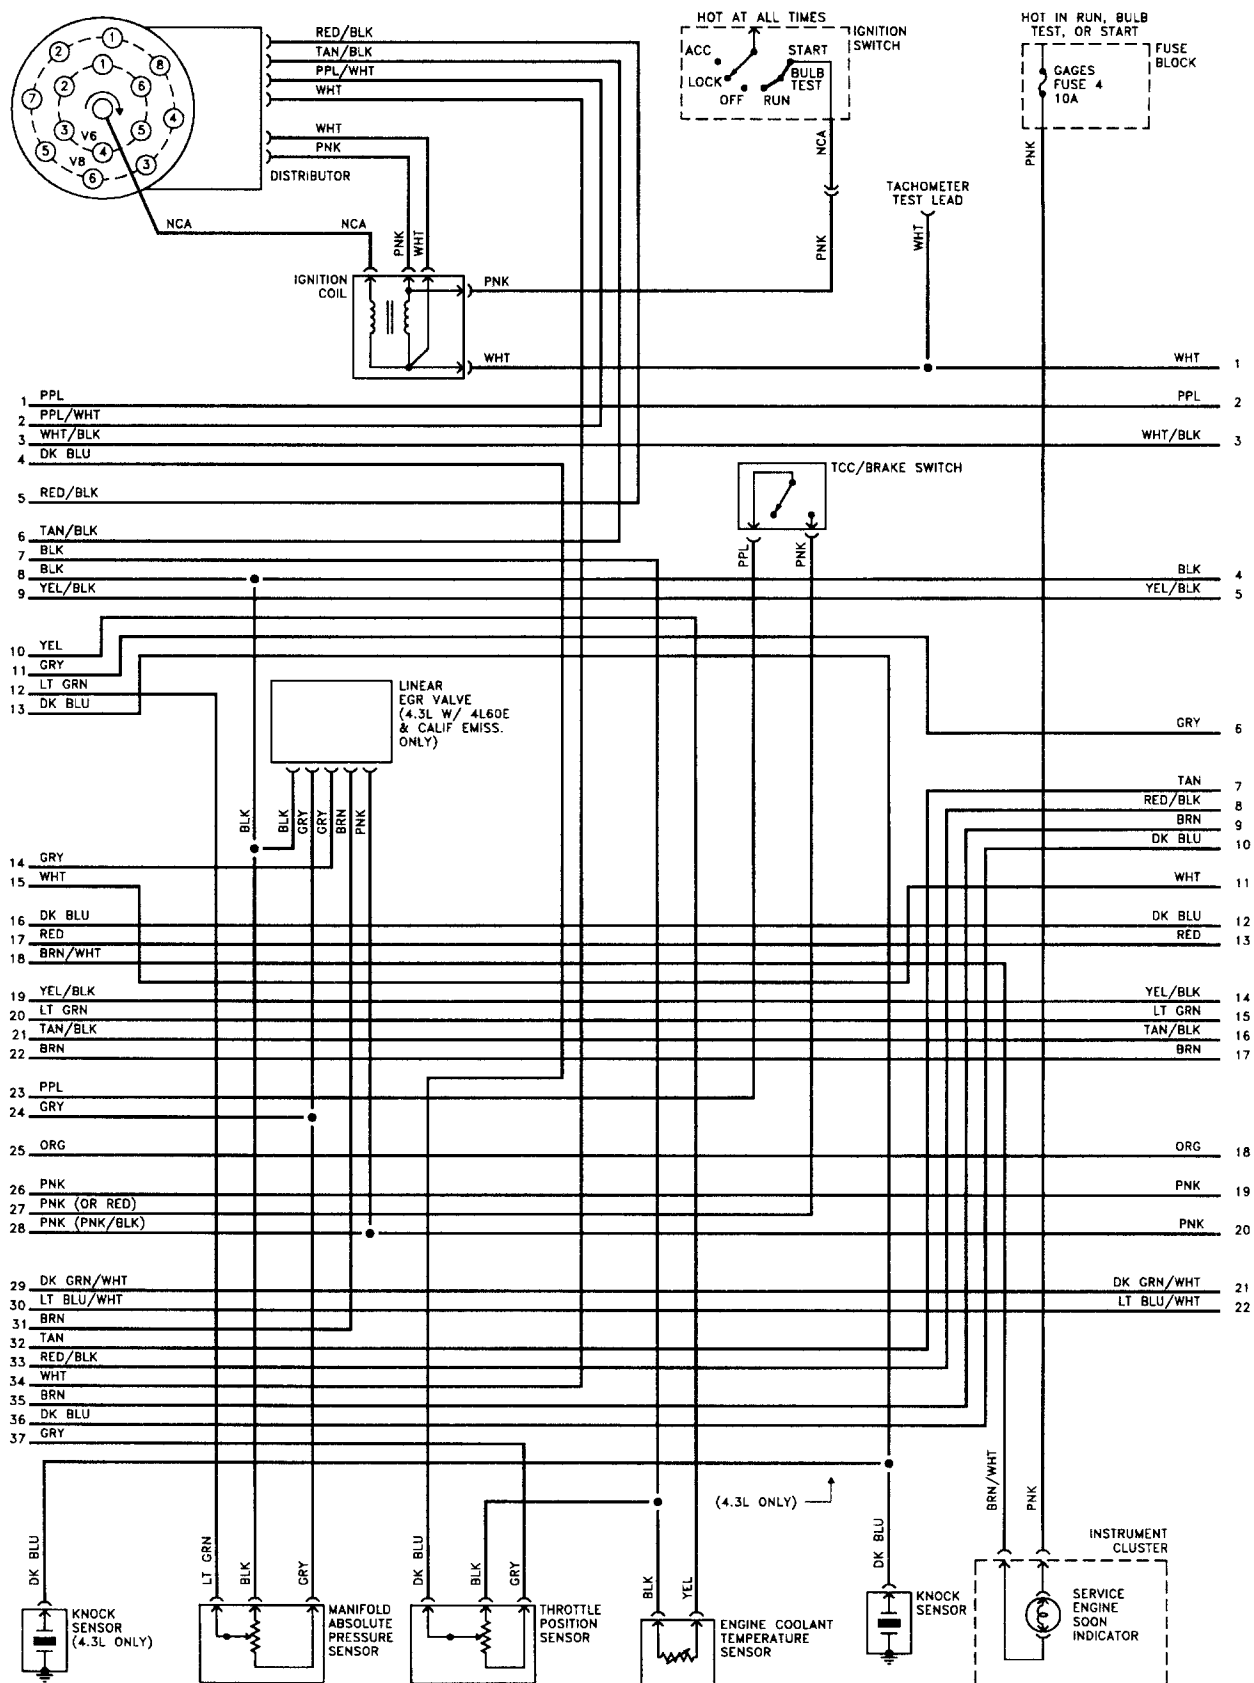 HOT AT ALL TIMES
IGNITION
SWITCH
ACC
START
LOCK
BULB
TEST
OFF
RUN
HOT IN RUN, BULB
TEST, OR START
FUSE
BLOCK
GAGES
FUSE 4
10A
RED/BLK
TAN/BLK
PPL/WHT
WHT
WHT
PNK
DISTRIBUTOR
1
8
4
3
6
5
7
2
1
6
5
4
3
2
V6
V8
NCA
NCA
PNK
WHT
NCA
PNK
PNK
TACHOMETER
TEST LEAD
WHT
IGNITION
COIL
PNK
WHT
WHT 1
1 PPL
PPL 2
2 PPL/WHT
3 WHT/BLK
WHT/BLK 3
4 DK BLU
TCC/BRAKE SWITCH
5 RED/BLK
6 TAN/BLK
PPL
PNK
7 BLK
8 BLK
BLK 4
9 YEL/BLK
YEL/BLK 5
10 YEL
11 GRY
12 LT GRN
13 DK BLU
LINEAR
EGR VALVE
(4.3L W/ 4L60E
& CALIF EMISS.
ONLY)
GRY 6
TAN 7
RED/BLK 8
BRN 9
DK BLU 10
BLK
BLK
GRY
GRY
BRN
PNK
14 GRY
15 WHT
WHT 11
16 DK BLU
DK BLU 12
17 RED
RED 13
18 BRN/WHT
19 YEL/BLK
YEL/BLK 14
20 LT GRN
LT GRN 15
21 TAN/BLK
TAN/BLK 16
22 BRN
BRN 17
23 PPL
24 GRY
25 ORG
ORG 18
26 PNK
PNK 19
27 PNK (OR RED)
28 PNK (PNK/BLK)
PNK 20
29 DK GRN/WHT
DK GRN/WHT 21
30 LT BLU/WHT
LT BLU/WHT 22
31 BRN
32 TAN
33 RED/BLK
34 WHT
35 BRN
36 DK BLU
37 GRY
(4.3L ONLY)
BRN/WHT
PNK
DK BLU
LT GRN
BLK
GRY
DK BLU
BLK
GRY
BLK
YEL
DK BLU
INSTRUMENT
CLUSTER
KNOCK
SENSOR
(4.3L ONLY)
MANIFOLD
ABSOLUTE
PRESSURE
SENSOR
THROTTLE
POSITION
SENSOR
ENGINE COOLANT
TEMPERATURE
SENSOR
KNOCK
SENSOR
SERVICE
ENGINE
SOON
INDICATOR